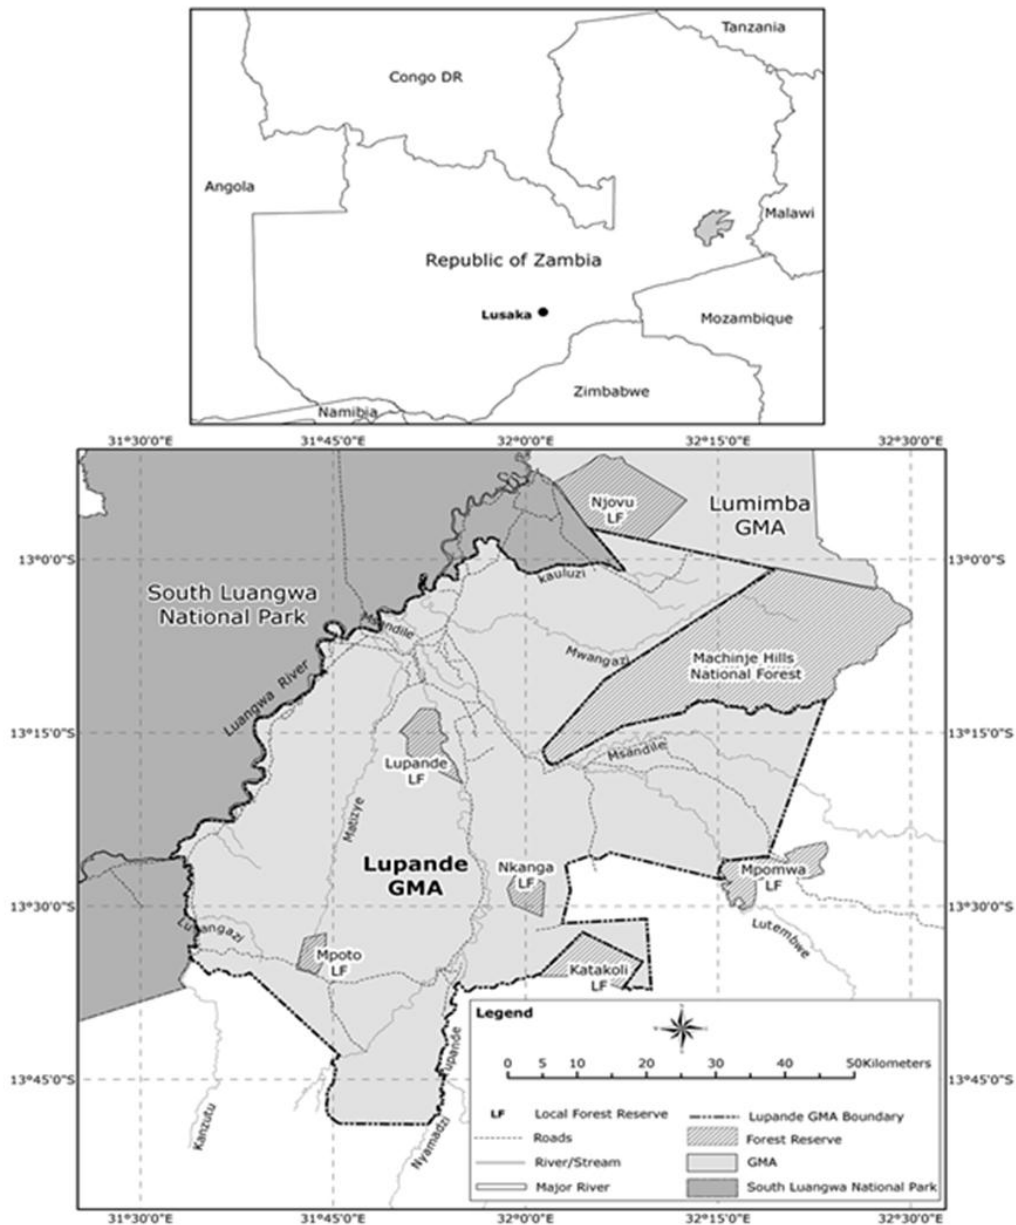 Tanzania
Congo DR
Angola
Malawi
Republic of Zambia
Lusaka
Mozambique
Zimbabwe
Namibia
31°30'0"E 31°45'0"E 32°0'0"E 32°15'0"E 32°30'0"E
Njovu
LF
Lumimba
GMA
13°0'0"S 13°0'0"S
kauluzi
South Luangwa
National Park
Msandile
Mwangazi
Machinje Hills
National Forest
Luangwa River
13°15'0"S 13°15'0"S
Msandile
Lupande
LF
Matizye
Lupande
GMA
Nkanga
LF
Mpomwa
LF
13°30'0"S 13°30'0"S
Lutembwe
Mpoto
LF
Katakoli
LF
Legend
0 5 10 20 30 40 50Kilometers
Lupande
13°45'0"S 13°45'0"S
LF Local Forest Reserve
Roads
River/Stream
Major River
Lupande GMA Boundary
Forest Reserve
GMA
South Luangwa National Park
Kanzutu
Nyamadzi
31°30'0"E 31°45'0"E 32°0'0"E 32°15'0"E 32°30'0"E